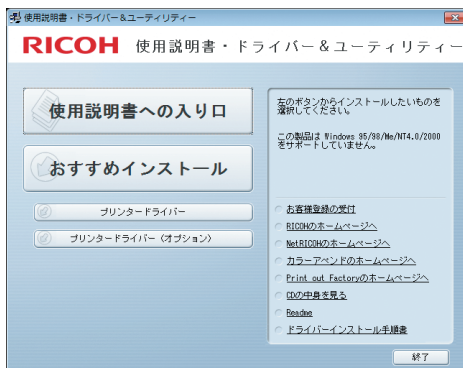 使用説明書・ドライバー&ユーティリティー
RICOH 使用説明書・ドライバー&ユーティリティー
使用説明書への入り口
おすすめインストール
プリンタードライバー
プリンタードライバー（オプション）
左のボタンからインストールしたいものを
選択してください。
この製品は Windows 95/98/Me/NT4.0/2000
をサポートしていません。
お客様登録の受付
RICOHのホームページへ
NetRICOHのホームページへ
カラーアペンドのホームページへ
Print out Factoryのホームページへ
CDの中身を見る
Readme
ドライバーインストール手順書
終了